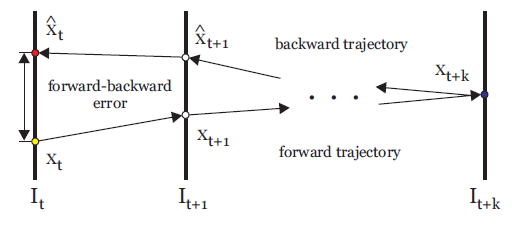 x̂ₜ
x̂ₜ₊₁
backward trajectory
xₜ₊ₖ
forward-backward
error
. . .
xₜ₊₁
xₜ
forward trajectory
Iₜ
Iₜ₊₁
Iₜ₊ₖ